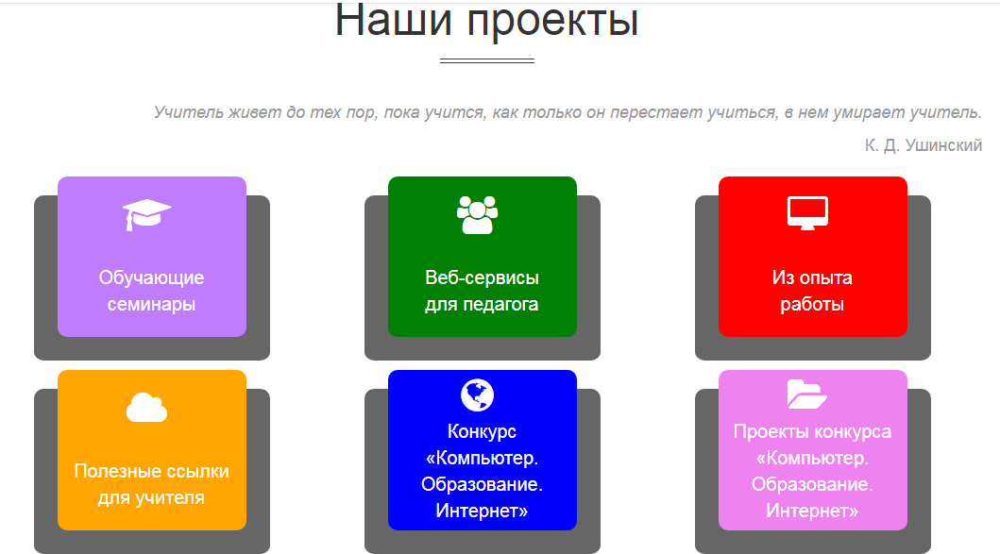 Наши проекты
Учитель живет до тех пор, пока учится, как только он перестает учиться, в нем умирает учитель.
К. Д. Ушинский
Обучающие
семинары
Веб-сервисы
для педагога
Из опыта
работы
Полезные ссылки
для учителя
Конкурс
«Компьютер.
Образование.
Интернет»
Проекты конкурса
«Компьютер.
Образование.
Интернет»